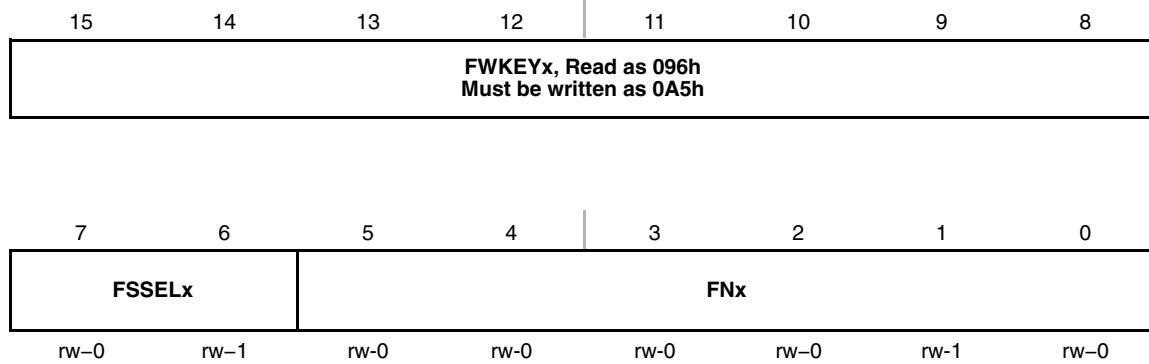 15 14 13 12 11 10 9 8
FWKEYx, Read as 096h
Must be written as 0A5h
7 6 5 4 3 2 1 0
FSSELx FNx
rw−0 rw−1 rw-0 rw-0 rw-0 rw−0 rw-1 rw−0